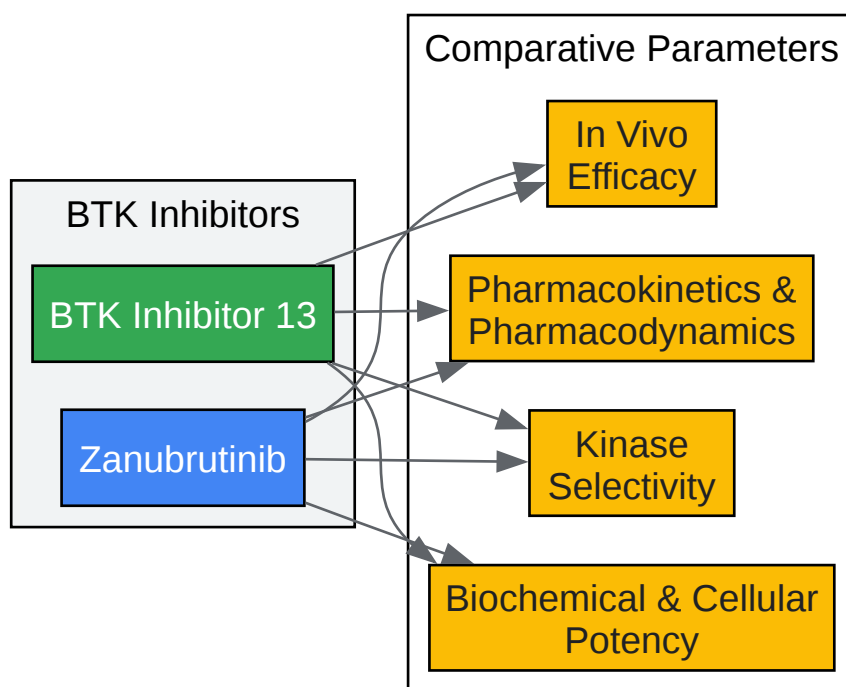 BTK Inhibitors
BTK Inhibitor 13
Zanubrutinib
Comparative Parameters
In Vivo
Efficacy
Pharmacokinetics &
Pharmacodynamics
Kinase
Selectivity
Biochemical & Cellular
Potency